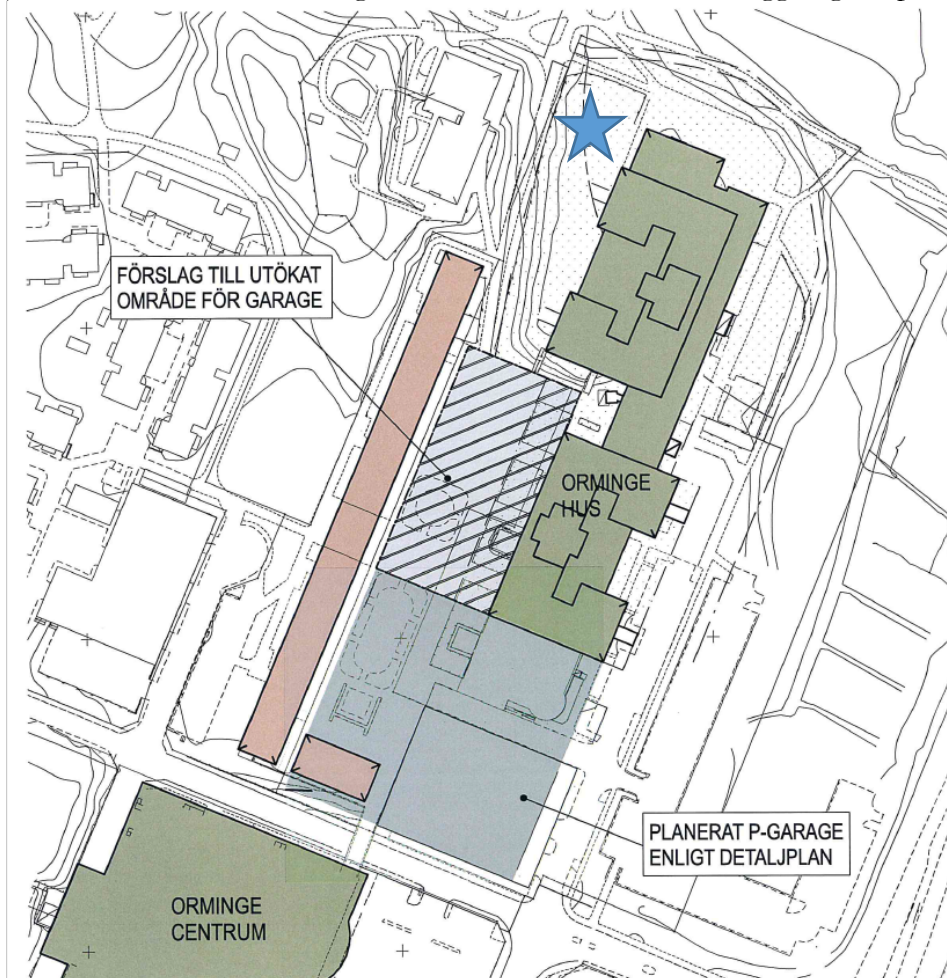 FÖRSLAG TILL UTÖKAT
OMRÅDE FÖR GARAGE
ORMINGE
HUS
PLANERAT P-GARAGE
ENLIGT DETALJPLAN
ORMINGE
CENTRUM